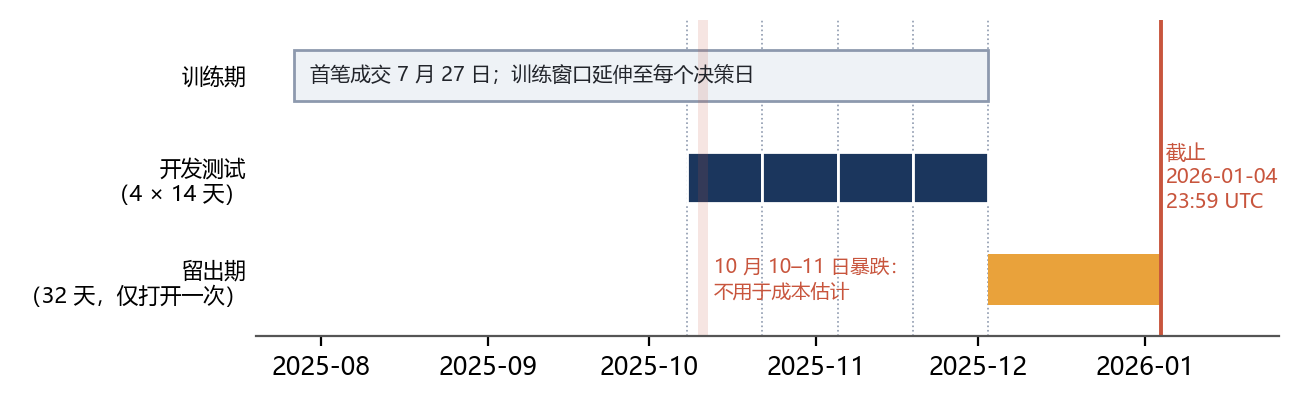 训练期
首笔成交 7 月 27 日；训练窗口延伸至每个决策日
开发测试
（4 × 14 天）
截止
2026-01-04
23:59 UTC
留出期
（32 天，仅打开一次）
10 月 10–11 日暴跌：
不用于成本估计
2025-08
2025-09
2025-10
2025-11
2025-12
2026-01